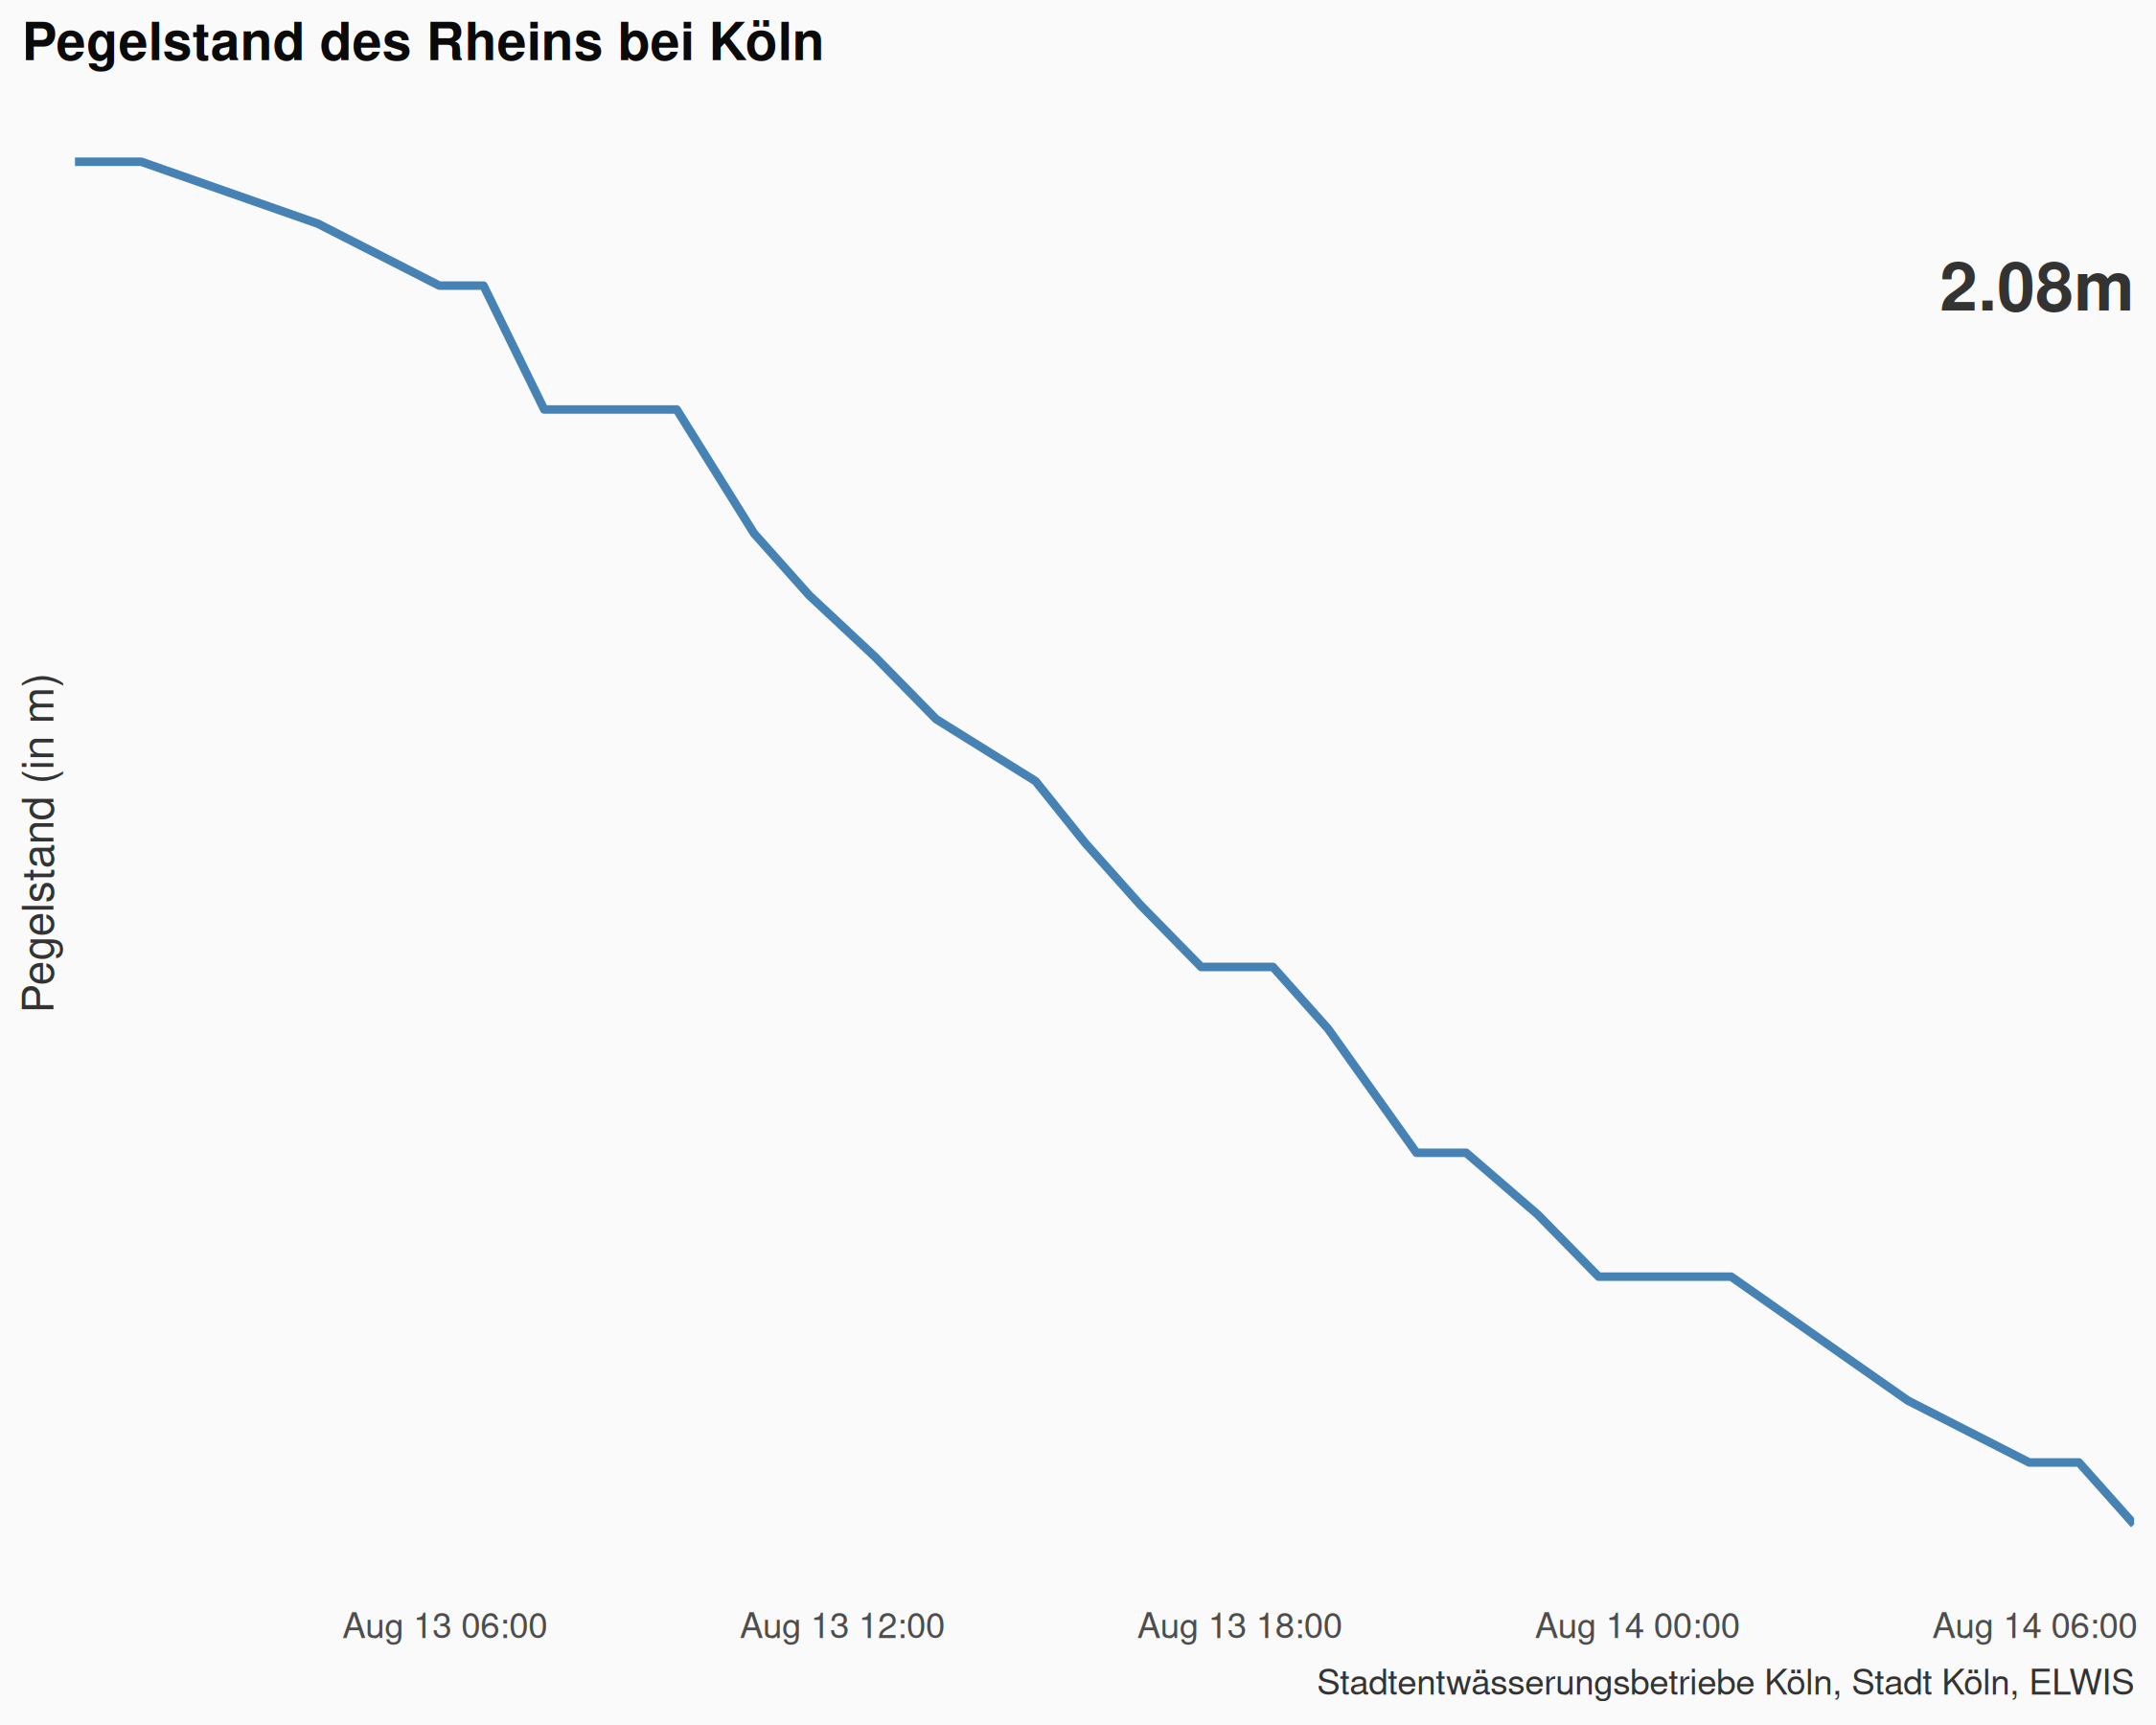 Pegelstand des Rheins bei Köln
2.08m
Pegelstand (in m)
Aug 13 06:00 Aug 13 12:00 Aug 13 18:00 Aug 14 00:00 Aug 14 06:00
Stadtentwässerungsbetriebe Köln, Stadt Köln, ELWIS